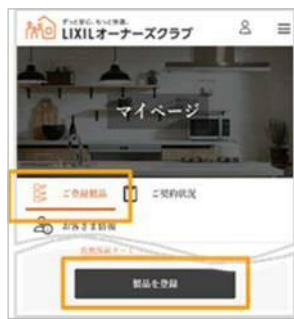 ずっと安心、もっと快適。
LIXILオーナーズクラブ
マイページ
ご登録製品
ご契約状況
お客さま情報
製品を登録